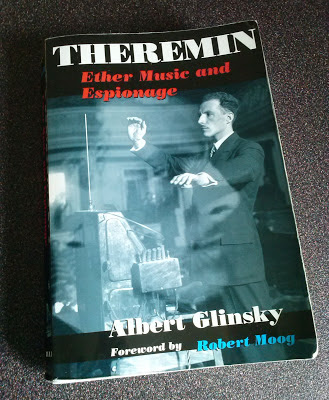 THEREMIN
Ether Music and
Espionage
Albert Glinsky
Foreword by Robert Moog